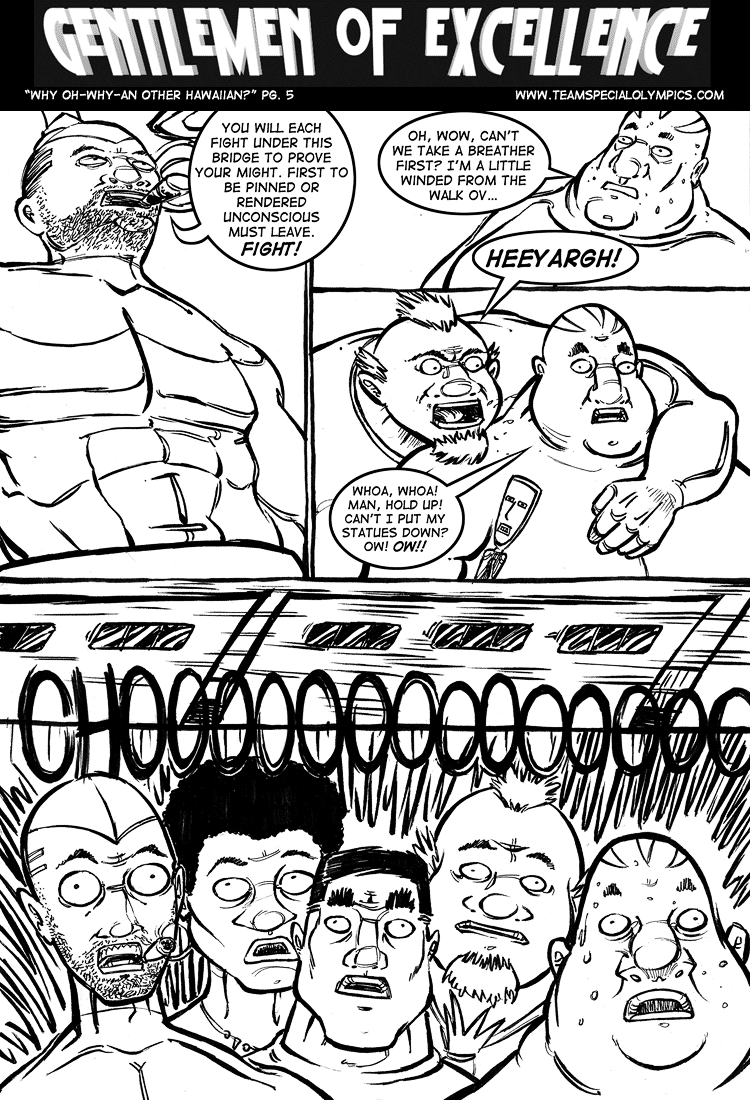 GENTLEMEN OF EXCELLENCE
"WHY OH-WHY-AN OTHER HAWAIIAN?" PG. 5
WWW.TEAMSPECIALOLYMPICS.COM
YOU WILL EACH
FIGHT UNDER THIS
BRIDGE TO PROVE
YOUR MIGHT. FIRST TO
BE PINNED OR
RENDERED
UNCONSCIOUS
MUST LEAVE.
FIGHT!
OH, WOW, CAN'T
WE TAKE A BREATHER
FIRST? I'M A LITTLE
WINDED FROM THE
WALK OV...
HEEYARGH!
WHOA, WHOA!
MAN, HOLD UP!
CAN'T I PUT MY
STATUES DOWN?
OW! OW!!
CHOOOOOOOOOOOOOO